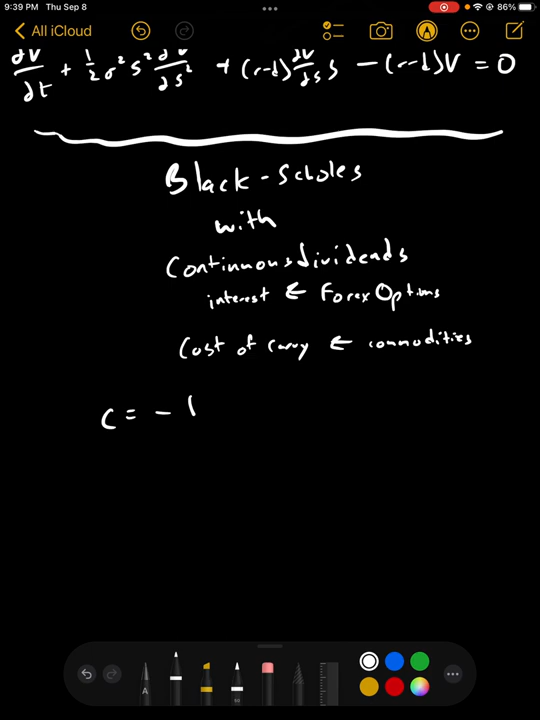 9:39 PM Thu Sep 8
86%
All iCloud
∂V/∂t + 1/2 σ² s² ∂²V/∂s² + (r-d) ∂V/∂s s - (r-d)V = 0
Black-Scholes
with
Continuous dividends
interest ← Forex Options
Cost of carry ← commodities
C = - l
A